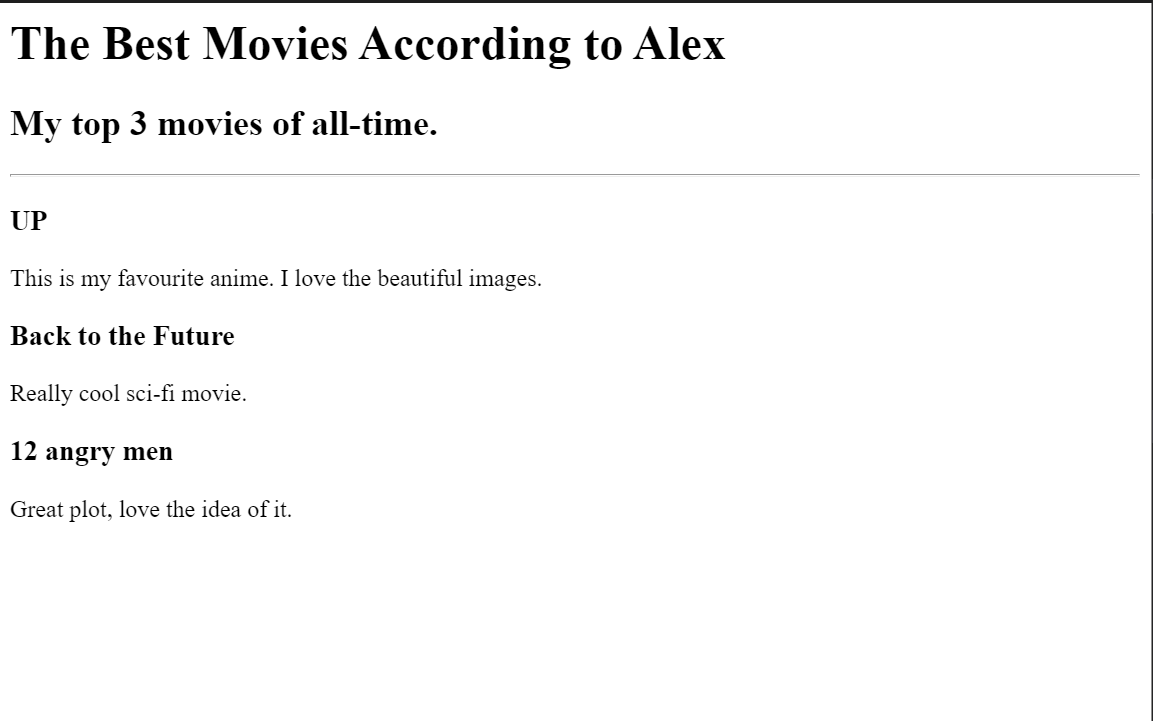 The Best Movies According to Alex
My top 3 movies of all-time.
UP
This is my favourite anime. I love the beautiful images.
Back to the Future
Really cool sci-fi movie.
12 angry men
Great plot, love the idea of it.